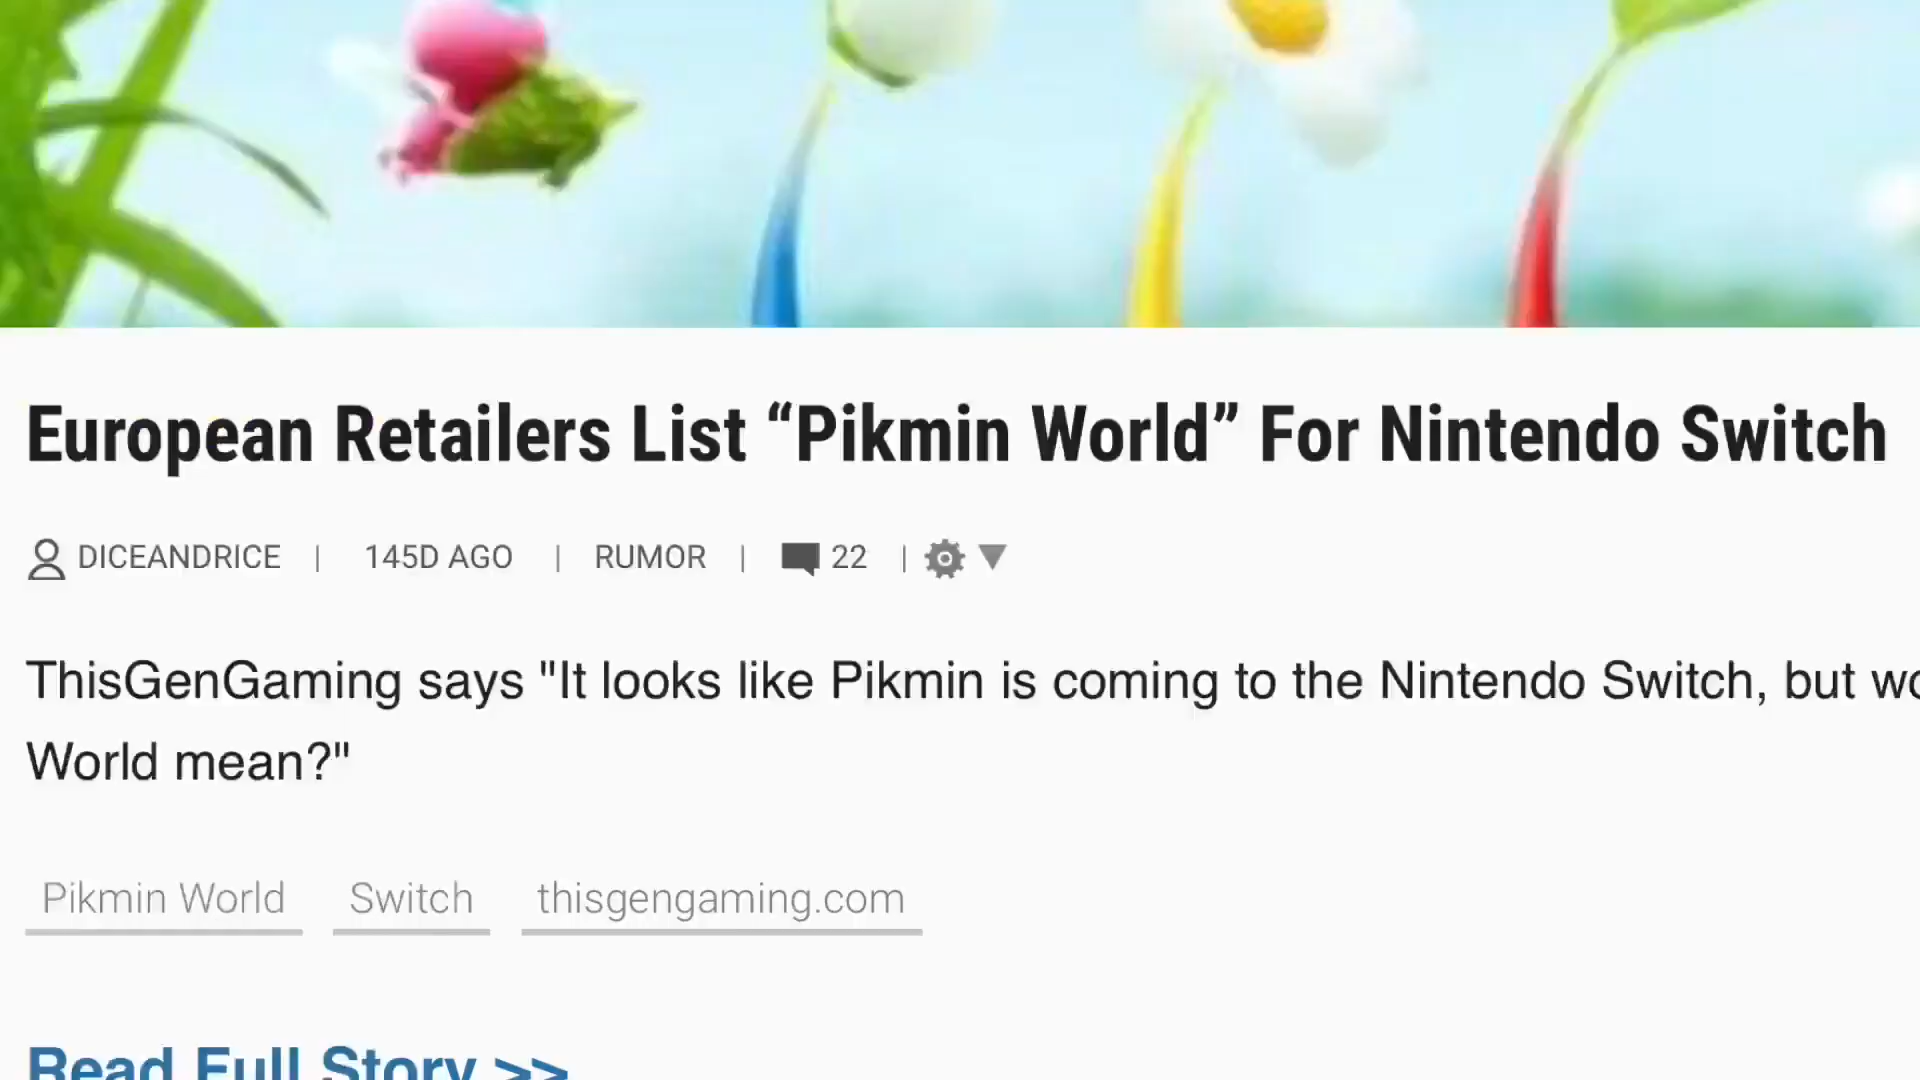 European Retailers List “Pikmin World” For Nintendo Switch
DICEANDRICE | 145D AGO | RUMOR | 22 |
ThisGenGaming says "It looks like Pikmin is coming to the Nintendo Switch, but
World mean?"
Pikmin World Switch thisgengaming.com
Read Full Story >>